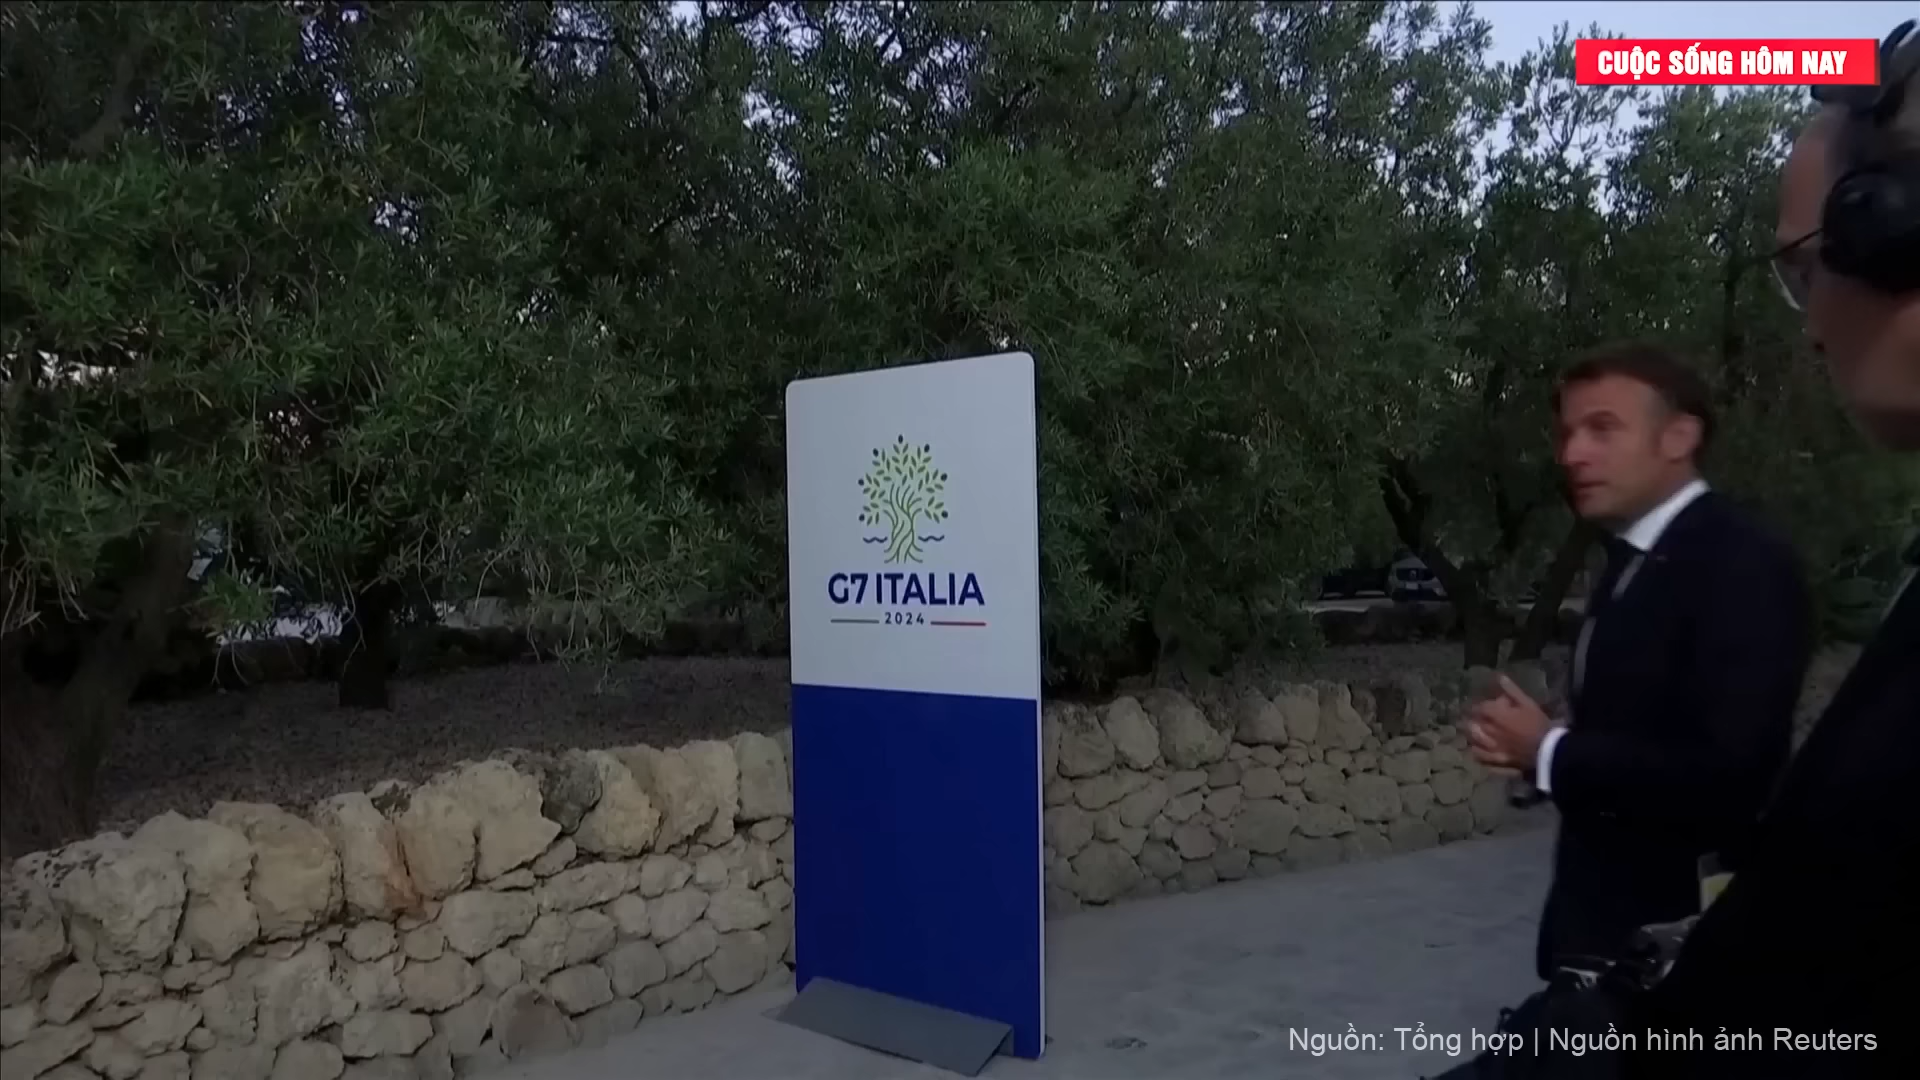 CUỘC SỐNG HÔM NAY
G7 ITALIA
2024
Nguồn: Tổng hợp | Nguồn hình ảnh Reuters